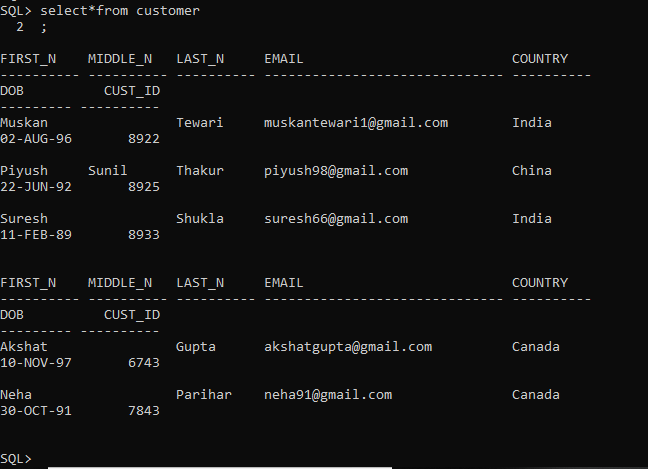 SQL> select*from customer
  2  ;

FIRST_N    MIDDLE_N   LAST_N     EMAIL                          COUNTRY
---------- ---------- ---------- ------------------------------ ----------
DOB          CUST_ID
--------- ----------
Muskan                Tewari     muskantewari1@gmail.com        India
02-AUG-96       8922

Piyush     Sunil      Thakur     piyush98@gmail.com             China
22-JUN-92       8925

Suresh                Shukla     suresh66@gmail.com             India
11-FEB-89       8933


FIRST_N    MIDDLE_N   LAST_N     EMAIL                          COUNTRY
---------- ---------- ---------- ------------------------------ ----------
DOB          CUST_ID
--------- ----------
Akshat                Gupta      akshatgupta@gmail.com          Canada
10-NOV-97       6743

Neha                  Parihar    neha91@gmail.com               Canada
30-OCT-91       7843


SQL>